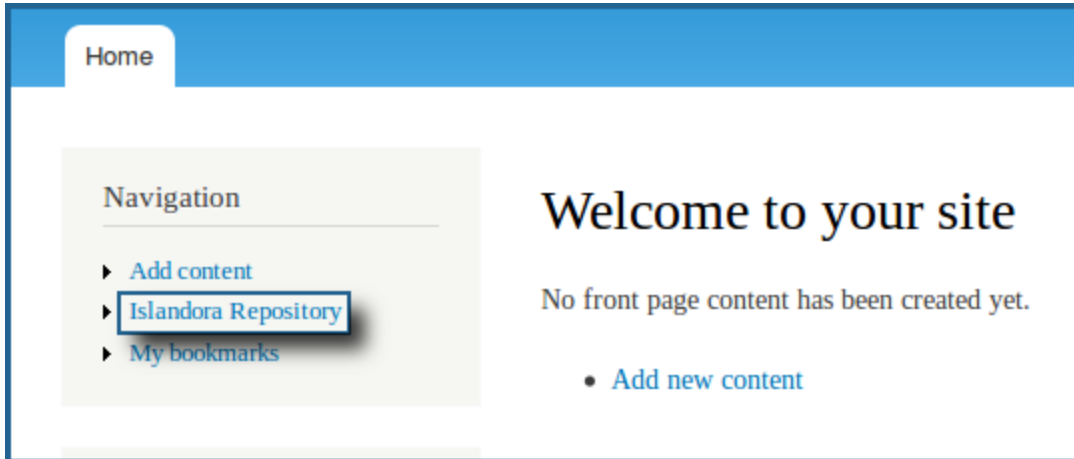 Home
Navigation
Add content
Islandora Repository
My bookmarks
Welcome to your site
No front page content has been created yet.
Add new content